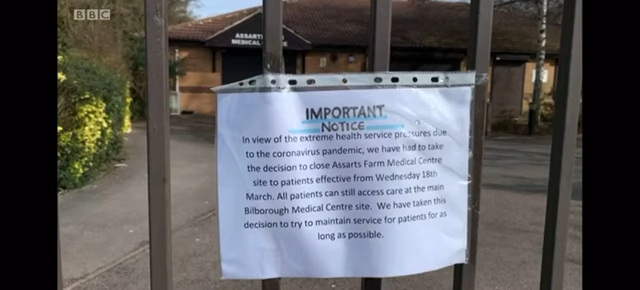 BBC
ASSARTS
MEDICAL
IMPORTANT
NOTICE
In view of the extreme health service pressures due
to the coronavirus pandemic, we have had to take
the decision to close Assarts Farm Medical Centre
site to patients effective from Wednesday 18th
March. All patients can still access care at the main
Bilborough Medical Centre site. We have taken this
decision to try to maintain service for patients for as
long as possible.